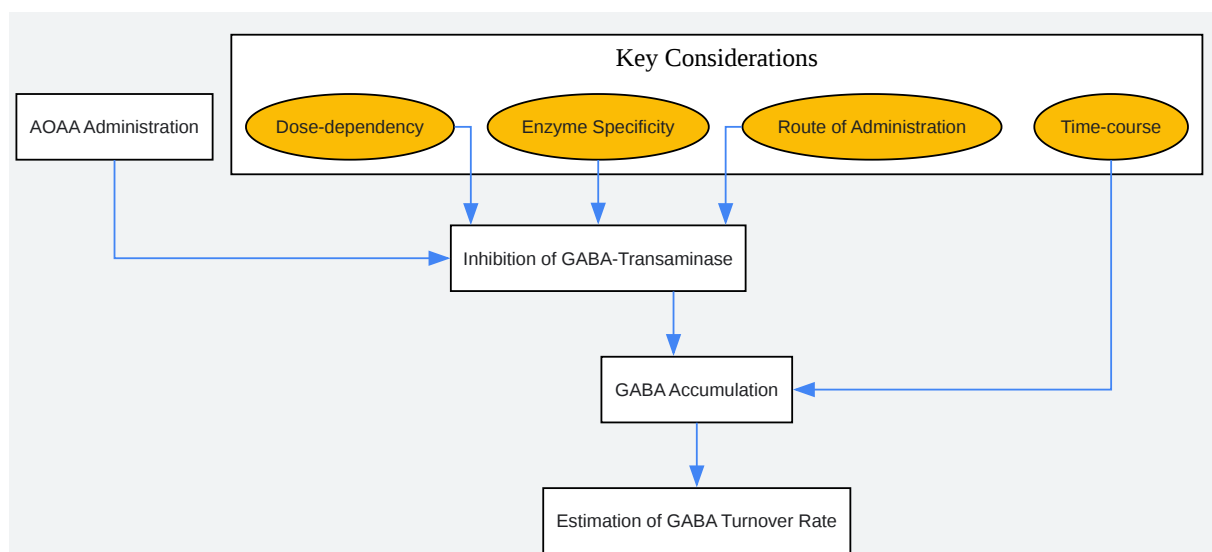 Key Considerations
AOAA Administration
Dose-dependency
Enzyme Specificity
Route of Administration
Time-course
Inhibition of GABA-Transaminase
GABA Accumulation
Estimation of GABA Turnover Rate